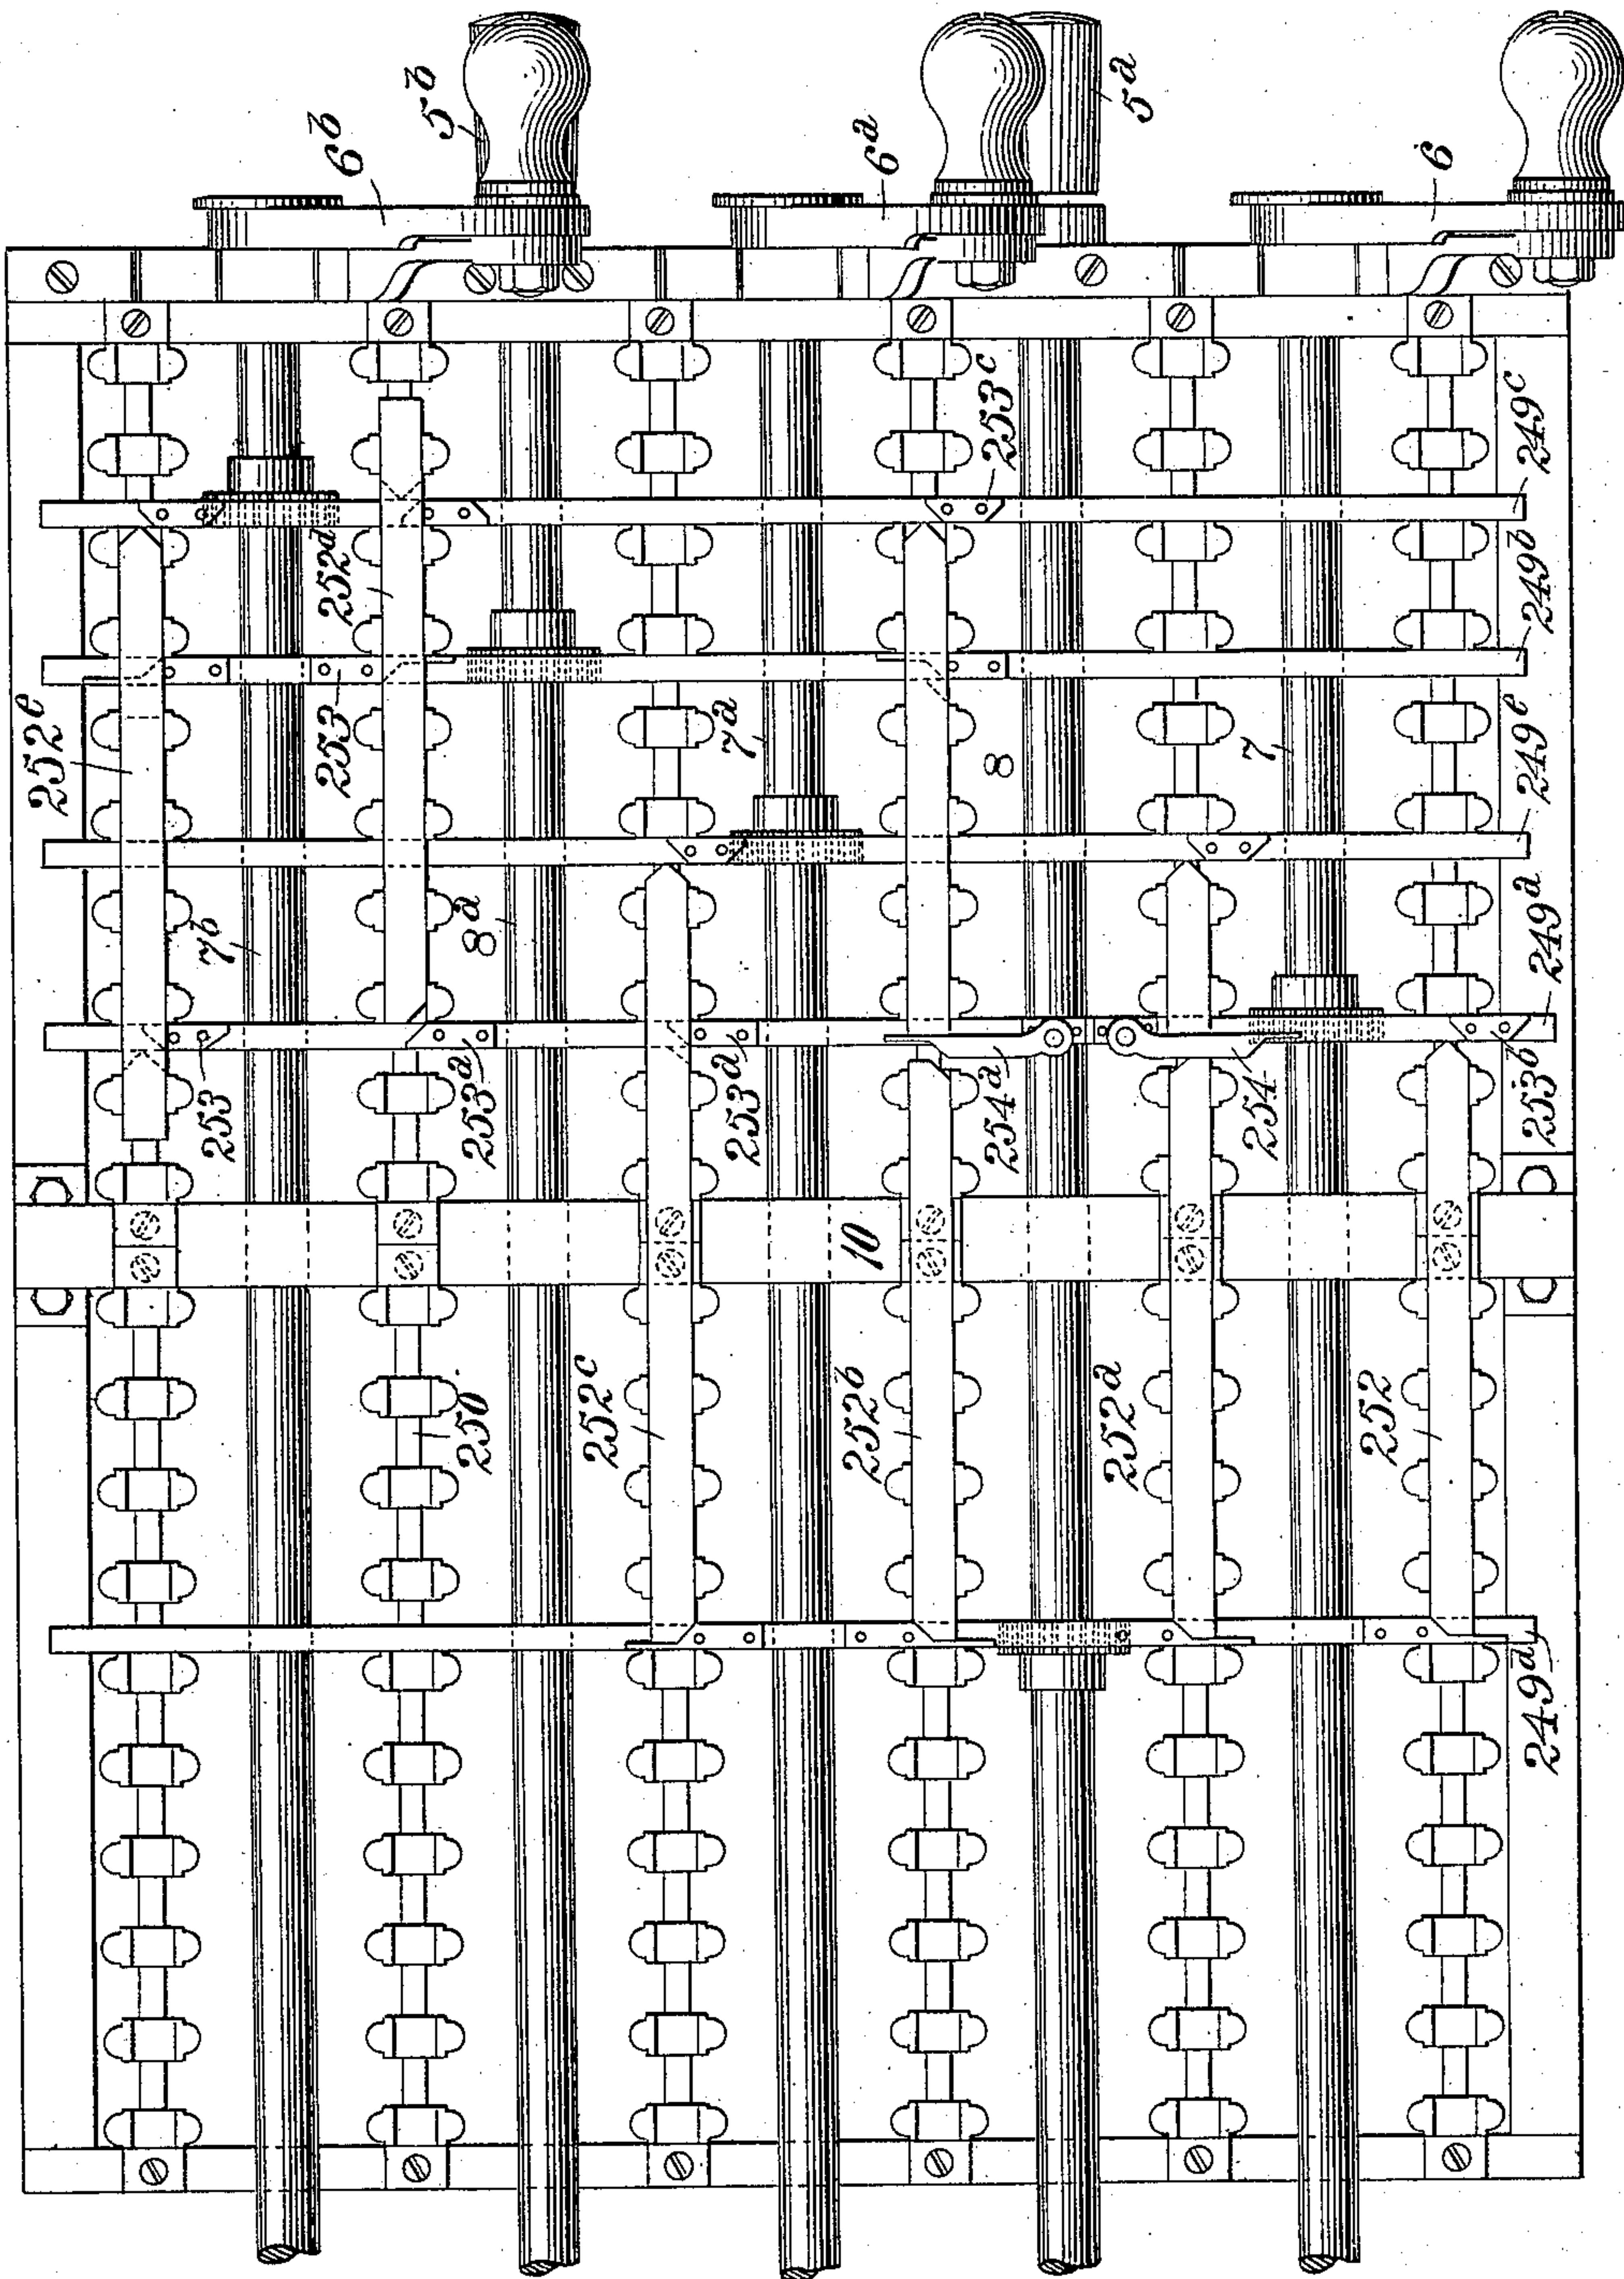 5ᵇ
5ᵃ
6ᵇ
6ᵃ
6
253ᶜ
249ᶜ
252ᵈ
249ᵇ
252ᵉ
253
7ᵃ
8
7
249ᵉ
7ᵇ
8ᵃ
249ᵃ
253
253ᵃ
253ᵃ
254ᵃ
254
253ᵇ
10
250
252ᶜ
252ᵇ
252ᵃ
252
249ᵈ